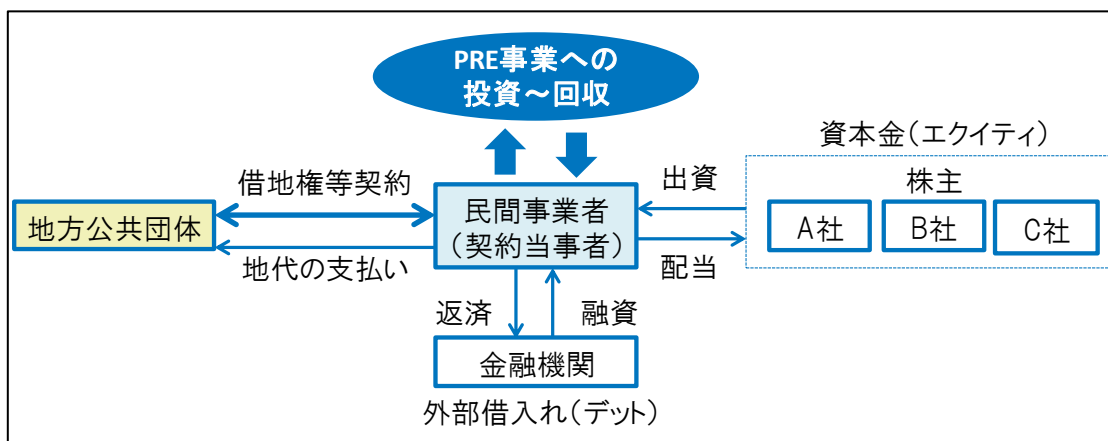 PRE事業への
投資～回収
資本金（エクイティ）
借地権等契約
出資
株主
地方公共団体
民間事業者
（契約当事者）
A社
B社
C社
地代の支払い
配当
返済
融資
金融機関
外部借入れ（デット）